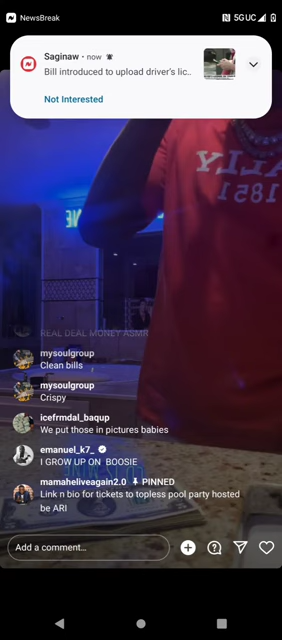 NewsBreak
5G UC
Saginaw • now
Bill introduced to upload driver's lic..
Not Interested
YLLAY
1851
REAL DEAL MONEY ASMR
mysoulgroup
Clean bills
mysoulgroup
Crispy
icefrmdal_baqup
We put those in pictures babies
emanuel_k7_
I GROW UP ON BOOSIE
mamaheliveagain2.0 PINNED
Link n bio for tickets to topless pool party hosted
be ARI
Add a comment...